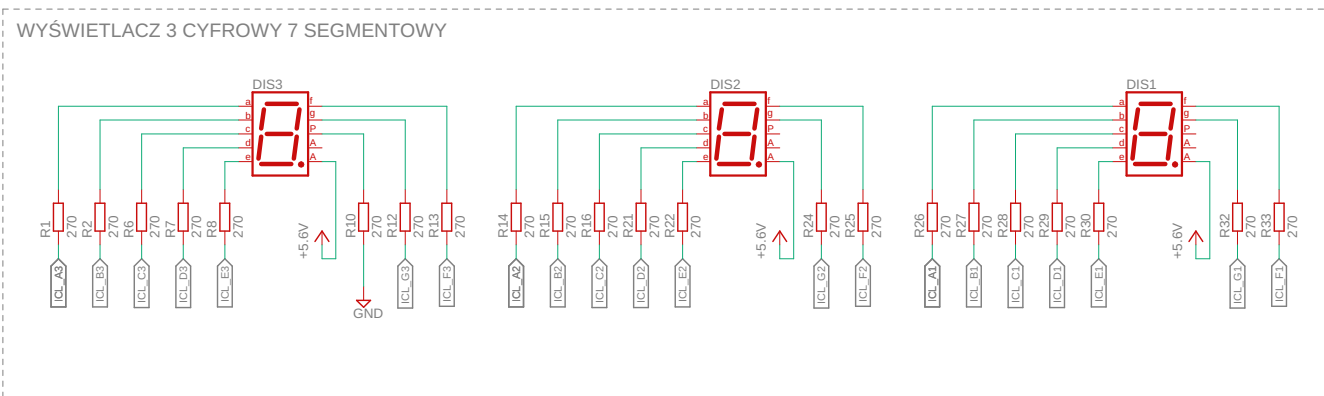 WYŚWIETLACZ 3 CYFROWY 7 SEGMENTOWY
DIS3
a
b
c
d
e
f
g
P
A
A
R1
270
R2
270
R6
270
R7
270
R8
270
+5.6V
R10
270
R12
270
R13
270
ICL_A3
ICL_B3
ICL_C3
ICL_D3
ICL_E3
GND
ICL_G3
ICL_F3
DIS2
a
b
c
d
e
f
g
P
A
A
R14
270
R15
270
R16
270
R21
270
R22
270
+5.6V
R24
270
R25
270
ICL_A2
ICL_B2
ICL_C2
ICL_D2
ICL_E2
ICL_G2
ICL_F2
DIS1
a
b
c
d
e
f
g
P
A
A
R26
270
R27
270
R28
270
R29
270
R30
270
+5.6V
R32
270
R33
270
ICL_A1
ICL_B1
ICL_C1
ICL_D1
ICL_E1
ICL_G1
ICL_F1